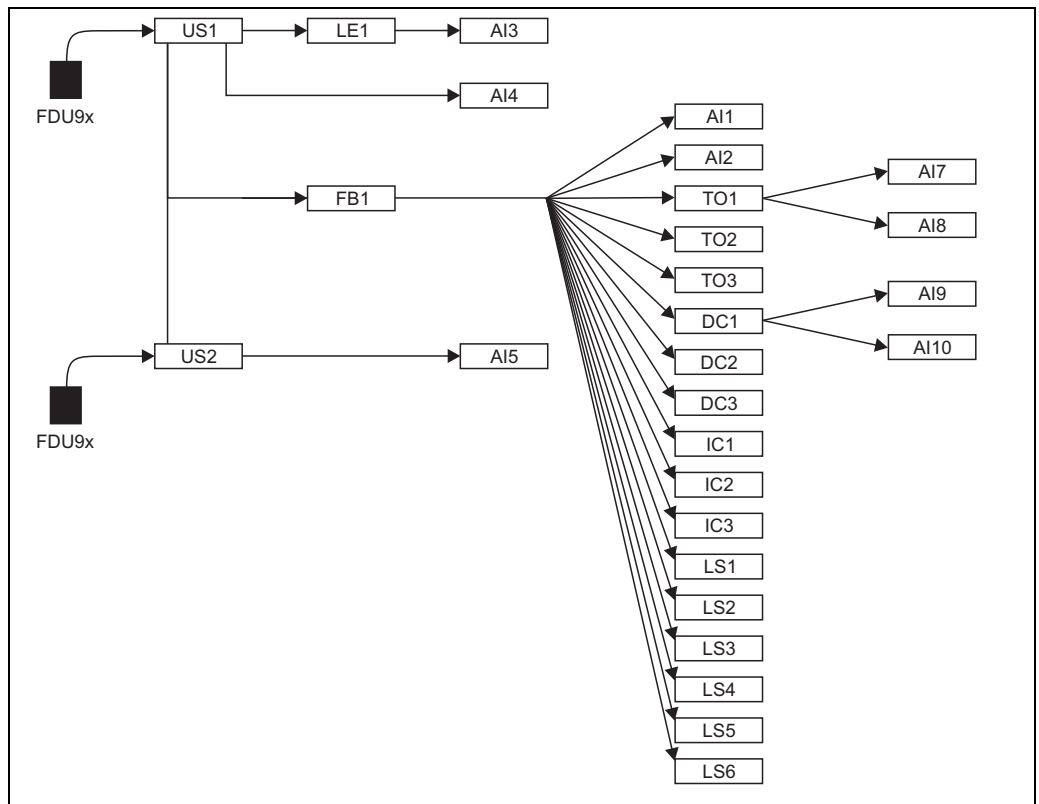 US1
LE1
AI3
FDU9x
AI4
AI1
AI2
AI7
FB1
TO1
AI8
TO2
TO3
AI9
DC1
US2
AI5
DC2
AI10
DC3
FDU9x
IC1
IC2
IC3
LS1
LS2
LS3
LS4
LS5
LS6